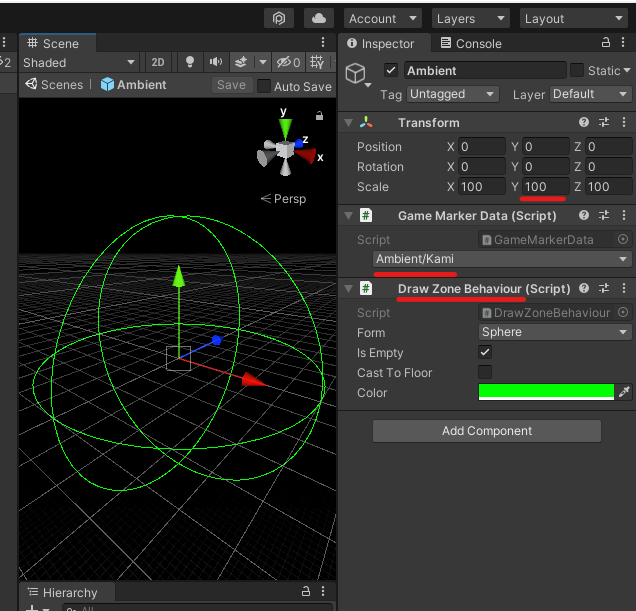 Account Layers Layout
Scene
Inspector Console
Shaded 2D 0
2
Scenes Ambient Save Auto Save
y
z
x
Persp
Ambient Static
Tag Untagged Layer Default
Transform
Position X 0 Y 0 Z 0
Rotation X 0 Y 0 Z 0
Scale X 100 Y 100 Z 100
# Game Marker Data (Script)
Script # GameMarkerData
Ambient/Kami
# Draw Zone Behaviour (Script)
Script # DrawZoneBehaviour
Form Sphere
Is Empty
Cast To Floor
Color
Add Component
Hierarchy
All